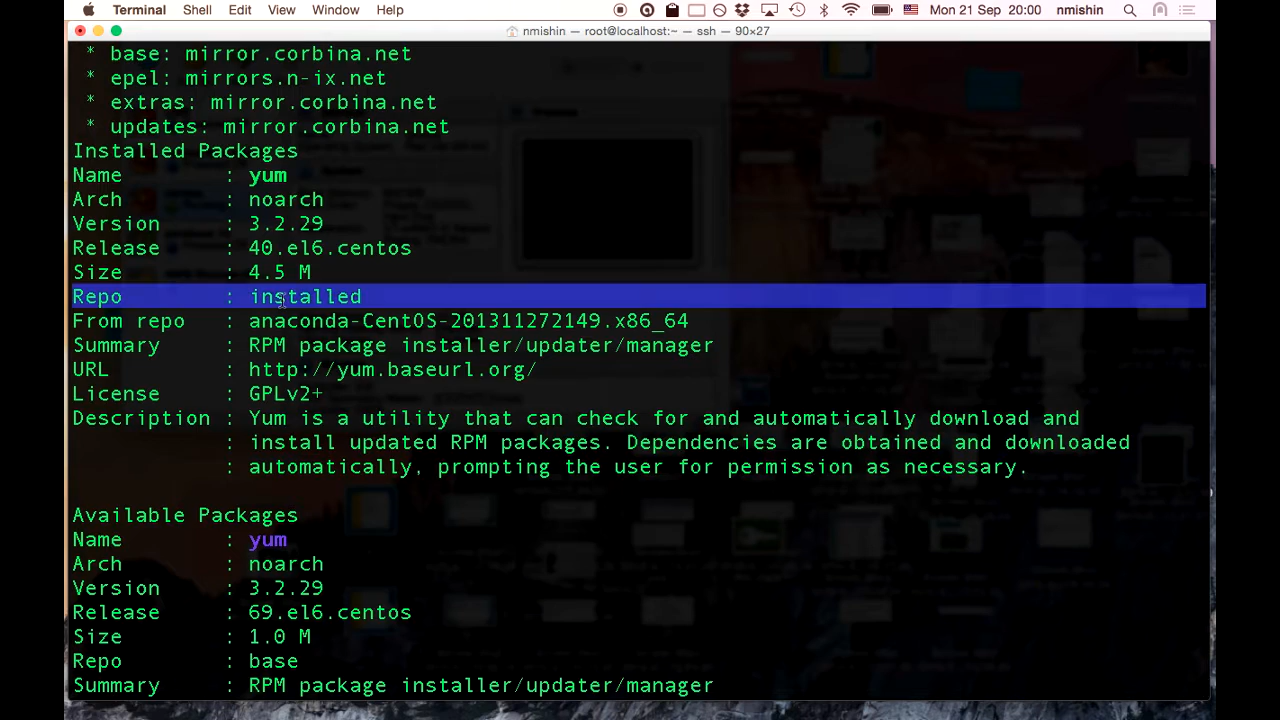 Terminal Shell Edit View Window Help Mon 21 Sep 20:00 nmishin
nmishin — root@localhost:~ — ssh — 90×27
* base: mirror.corbina.net
* epel: mirrors.n-ix.net
* extras: mirror.corbina.net
* updates: mirror.corbina.net
Installed Packages
Name : yum
Arch : noarch
Version : 3.2.29
Release : 40.el6.centos
Size : 4.5 M
Repo : installed
From repo : anaconda-CentOS-201311272149.x86_64
Summary : RPM package installer/updater/manager
URL : http://yum.baseurl.org/
License : GPLv2+
Description : Yum is a utility that can check for and automatically download and
: install updated RPM packages. Dependencies are obtained and downloaded
: automatically, prompting the user for permission as necessary.
Available Packages
Name : yum
Arch : noarch
Version : 3.2.29
Release : 69.el6.centos
Size : 1.0 M
Repo : base
Summary : RPM package installer/updater/manager